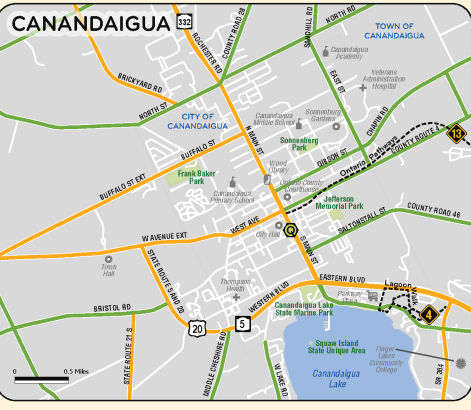 CANANDAIGUA
332
ROCHESTER RD
COUNTY ROAD 28
SANDHILL RD
NORTH RD
TOWN OF
CANANDAIGUA
Canandaigua
Academy
EAST ST
Veterans
Administration
Hospital
BRICKYARD RD
NORTH ST
CITY OF
CANANDAIGUA
N MAIN ST
Canandaigua
Middle School
Sonnenberg
Gardens
CHAPIN RD
COUNTY ROUTE 4
13
Sonnenberg
Park
BUFFALO ST
GIBSON ST
Ontario Pathways
Wood
Library
Frank Baker
Park
BUFFALO ST EXT
Canandaigua
Primary School
Ontario County
Courthouse
Jefferson
Memorial Park
COUNTY ROAD 46
WEST AVE
W AVENUE EXT
City Hall
Q
S MAIN ST
SALTONSTALL ST
Town
Hall
STATE ROUTE 5 AND 20
Thompson
Health
EASTERN BLVD
Lagoon
Walk
Parkway
Plaza
WESTERN BLVD
BRISTOL RD
Canandaigua Lake
State Marine Park
4
20
5
STATE ROUTE 21 S
MIDDLE CHESHIRE RD
W LAKE RD
Squaw Island
State Unique Area
Finger
Lakes
Community
College
SR 364
Canandaigua
Lake
0
0.5 Miles